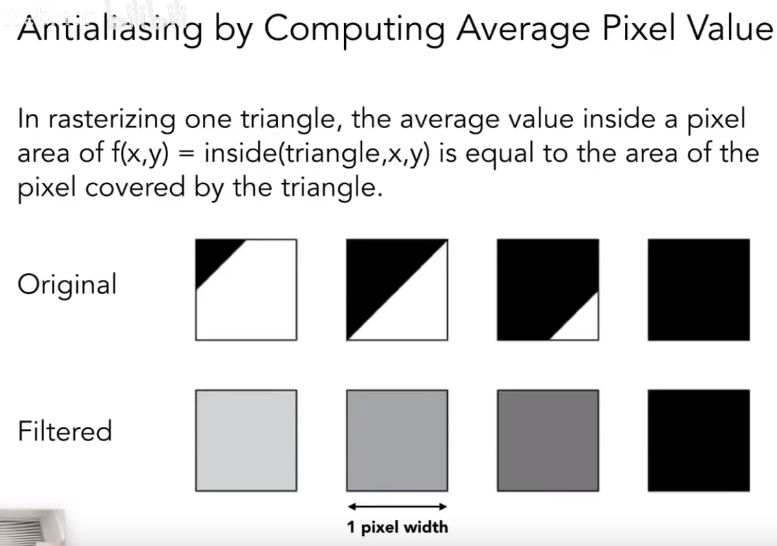 Antialiasing by Computing Average Pixel Value
In rasterizing one triangle, the average value inside a pixel
area of f(x,y) = inside(triangle,x,y) is equal to the area of the
pixel covered by the triangle.
Original
Filtered
1 pixel width